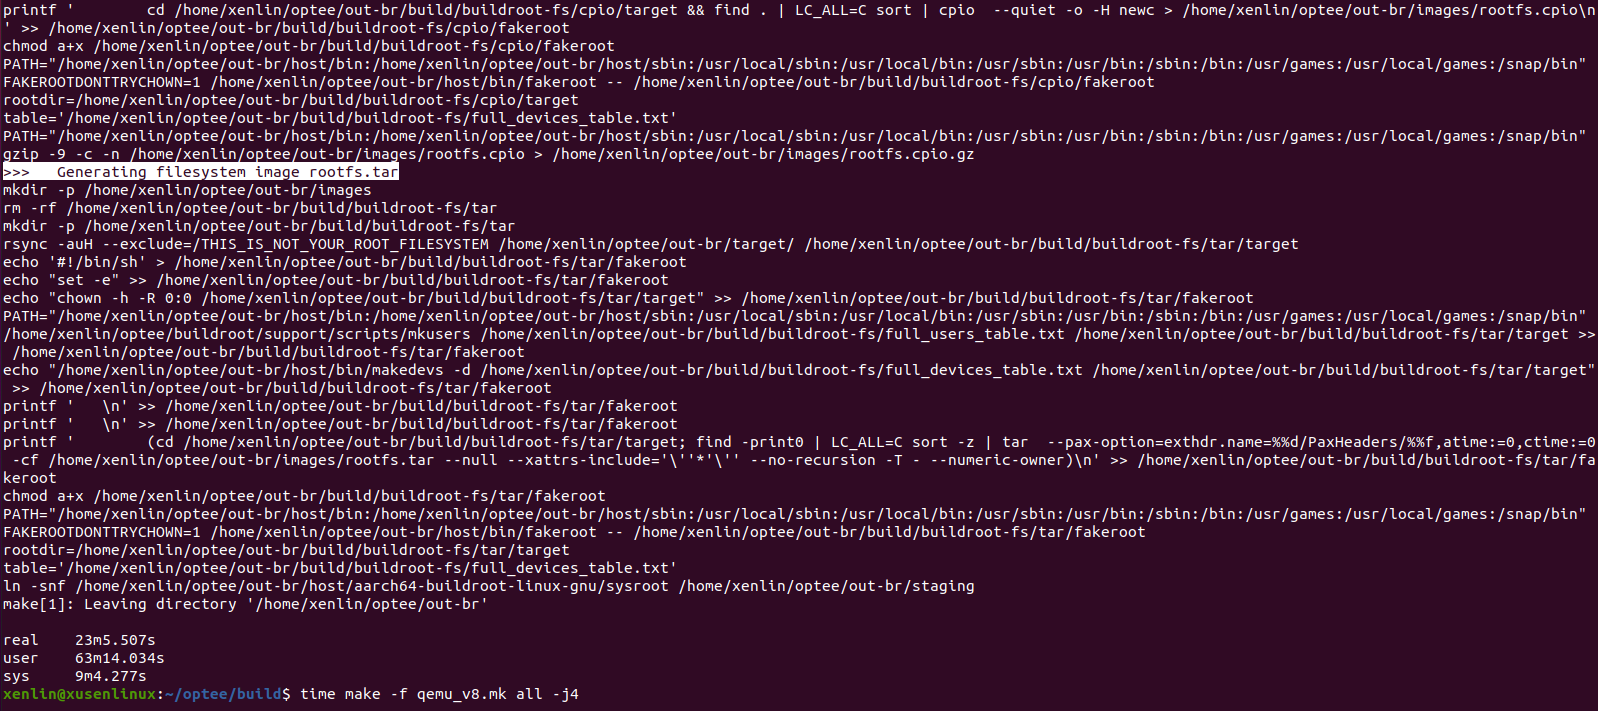 printf '        cd /home/xenlin/optee/out-br/build/buildroot-fs/cpio/target && find . | LC_ALL=C sort | cpio  --quiet -o -H newc > /home/xenlin/optee/out-br/images/rootfs.cpio\n
' >> /home/xenlin/optee/out-br/build/buildroot-fs/cpio/fakeroot
chmod a+x /home/xenlin/optee/out-br/build/buildroot-fs/cpio/fakeroot
PATH="/home/xenlin/optee/out-br/host/bin:/home/xenlin/optee/out-br/host/sbin:/usr/local/sbin:/usr/local/bin:/usr/sbin:/usr/bin:/sbin:/bin:/usr/games:/usr/local/games:/snap/bin"
FAKEROOTDONTTRYCHOWN=1 /home/xenlin/optee/out-br/host/bin/fakeroot -- /home/xenlin/optee/out-br/build/buildroot-fs/cpio/fakeroot
rootdir=/home/xenlin/optee/out-br/build/buildroot-fs/cpio/target
table='/home/xenlin/optee/out-br/build/buildroot-fs/full_devices_table.txt'
PATH="/home/xenlin/optee/out-br/host/bin:/home/xenlin/optee/out-br/host/sbin:/usr/local/sbin:/usr/local/bin:/usr/sbin:/usr/bin:/sbin:/bin:/usr/games:/usr/local/games:/snap/bin"
gzip -9 -c -n /home/xenlin/optee/out-br/images/rootfs.cpio > /home/xenlin/optee/out-br/images/rootfs.cpio.gz
>>>   Generating filesystem image rootfs.tar
mkdir -p /home/xenlin/optee/out-br/images
rm -rf /home/xenlin/optee/out-br/build/buildroot-fs/tar
mkdir -p /home/xenlin/optee/out-br/build/buildroot-fs/tar
rsync -auH --exclude=/THIS_IS_NOT_YOUR_ROOT_FILESYSTEM /home/xenlin/optee/out-br/target/ /home/xenlin/optee/out-br/build/buildroot-fs/tar/target
echo '#!/bin/sh' > /home/xenlin/optee/out-br/build/buildroot-fs/tar/fakeroot
echo "set -e" >> /home/xenlin/optee/out-br/build/buildroot-fs/tar/fakeroot
echo "chown -h -R 0:0 /home/xenlin/optee/out-br/build/buildroot-fs/tar/target" >> /home/xenlin/optee/out-br/build/buildroot-fs/tar/fakeroot
PATH="/home/xenlin/optee/out-br/host/bin:/home/xenlin/optee/out-br/host/sbin:/usr/local/sbin:/usr/local/bin:/usr/sbin:/usr/bin:/sbin:/bin:/usr/games:/usr/local/games:/snap/bin"
/home/xenlin/optee/buildroot/support/scripts/mkusers /home/xenlin/optee/out-br/build/buildroot-fs/full_users_table.txt /home/xenlin/optee/out-br/build/buildroot-fs/tar/target >>
 /home/xenlin/optee/out-br/build/buildroot-fs/tar/fakeroot
echo "/home/xenlin/optee/out-br/host/bin/makedevs -d /home/xenlin/optee/out-br/build/buildroot-fs/full_devices_table.txt /home/xenlin/optee/out-br/build/buildroot-fs/tar/target"
 >> /home/xenlin/optee/out-br/build/buildroot-fs/tar/fakeroot
printf '   \n' >> /home/xenlin/optee/out-br/build/buildroot-fs/tar/fakeroot
printf '   \n' >> /home/xenlin/optee/out-br/build/buildroot-fs/tar/fakeroot
printf '        (cd /home/xenlin/optee/out-br/build/buildroot-fs/tar/target; find -print0 | LC_ALL=C sort -z | tar  --pax-option=exthdr.name=%%d/PaxHeaders/%%f,atime:=0,ctime:=0
 -cf /home/xenlin/optee/out-br/images/rootfs.tar --null --xattrs-include='\''*'\'' --no-recursion -T - --numeric-owner)\n' >> /home/xenlin/optee/out-br/build/buildroot-fs/tar/fa
keroot
chmod a+x /home/xenlin/optee/out-br/build/buildroot-fs/tar/fakeroot
PATH="/home/xenlin/optee/out-br/host/bin:/home/xenlin/optee/out-br/host/sbin:/usr/local/sbin:/usr/local/bin:/usr/sbin:/usr/bin:/sbin:/bin:/usr/games:/usr/local/games:/snap/bin"
FAKEROOTDONTTRYCHOWN=1 /home/xenlin/optee/out-br/host/bin/fakeroot -- /home/xenlin/optee/out-br/build/buildroot-fs/tar/fakeroot
rootdir=/home/xenlin/optee/out-br/build/buildroot-fs/tar/target
table='/home/xenlin/optee/out-br/build/buildroot-fs/full_devices_table.txt'
ln -snf /home/xenlin/optee/out-br/host/aarch64-buildroot-linux-gnu/sysroot /home/xenlin/optee/out-br/staging
make[1]: Leaving directory '/home/xenlin/optee/out-br'

real    23m5.507s
user    63m14.034s
sys     9m4.277s
xenlin@xusenlinux:~/optee/build$ time make -f qemu_v8.mk all -j4